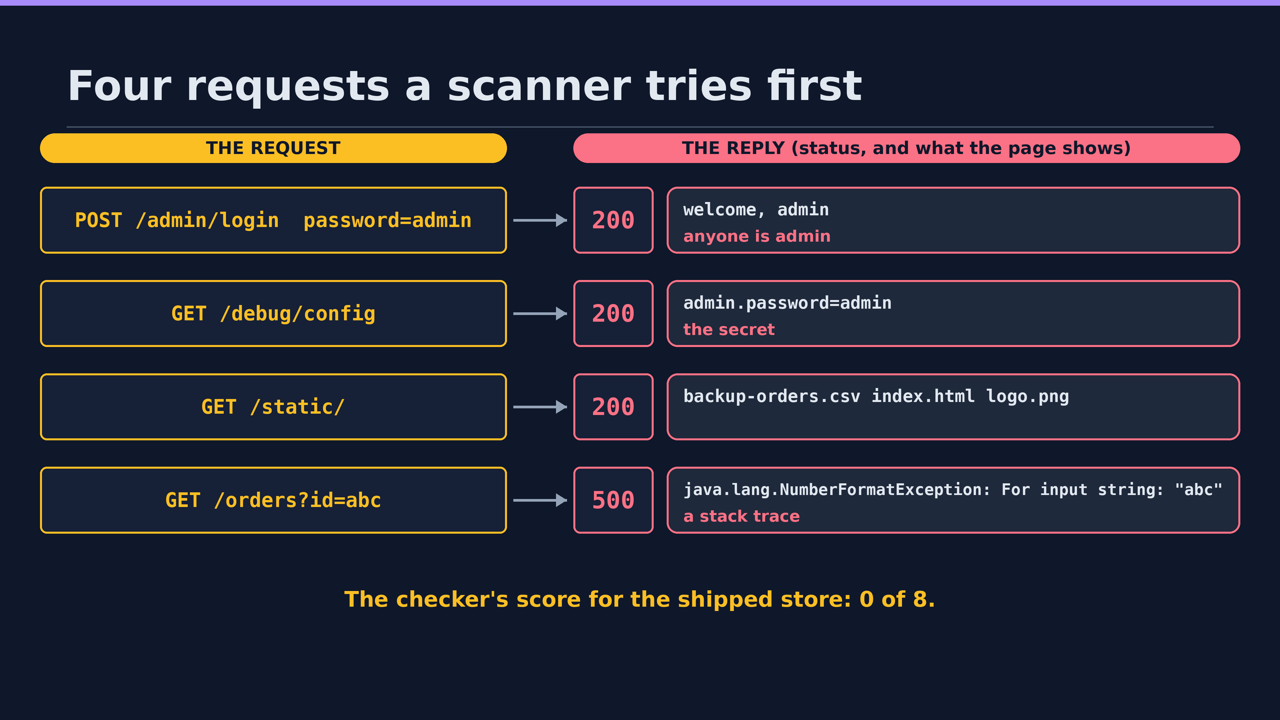 Four requests a scanner tries first
THE REQUEST
THE REPLY (status, and what the page shows)
POST /admin/login  password=admin
200
welcome, admin
anyone is admin
GET /debug/config
200
admin.password=admin
the secret
GET /static/
200
backup-orders.csv index.html logo.png
GET /orders?id=abc
500
java.lang.NumberFormatException: For input string: "abc"
a stack trace
The checker's score for the shipped store: 0 of 8.